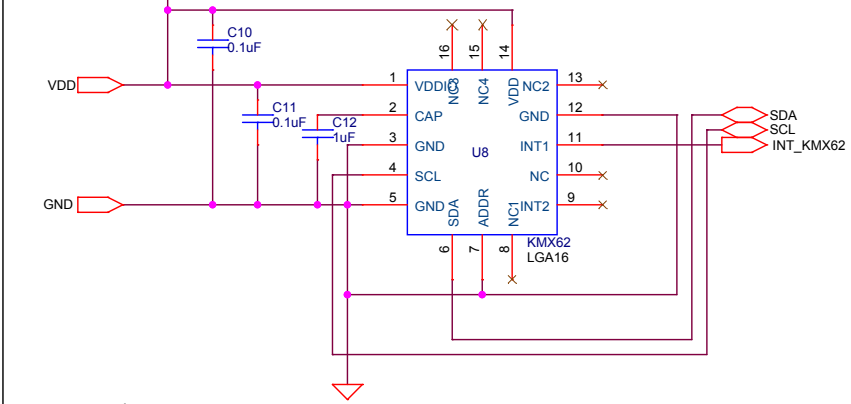 C10
0.1uF
16
15
14
VDD
1
VDDIO
NC3
NC4
VDD
NC2
13
C11
0.1uF
C12
1uF
2
CAP
GND
12
SDA
SCL
3
GND
U8
INT1
11
INT_KMX62
4
SCL
NC
10
GND
5
GND
SDA
ADDR
NC1
INT2
9
6
7
8
KMX62
LGA16